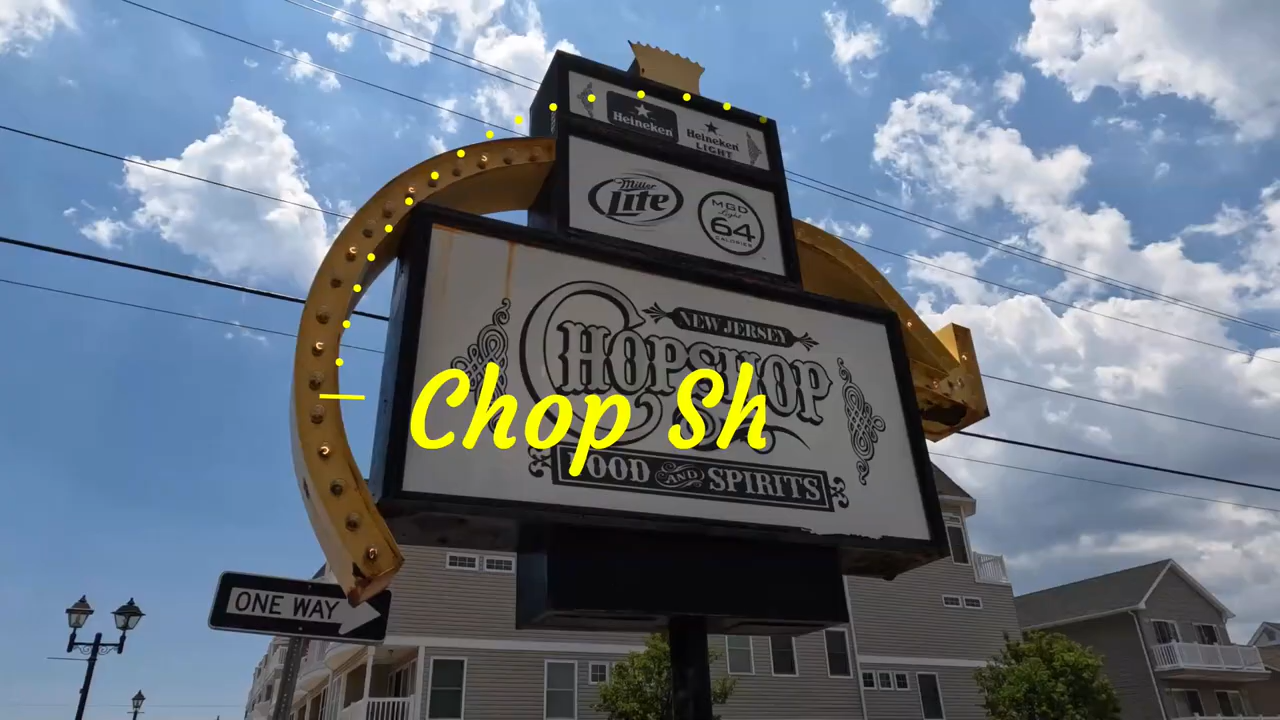 Heineken
Heineken
LIGHT
Miller
Lite
MGD
Light
64
CALORIES
NEW JERSEY
CHOPSHOP
Chop Sh
FOOD AND SPIRITS
ONE WAY